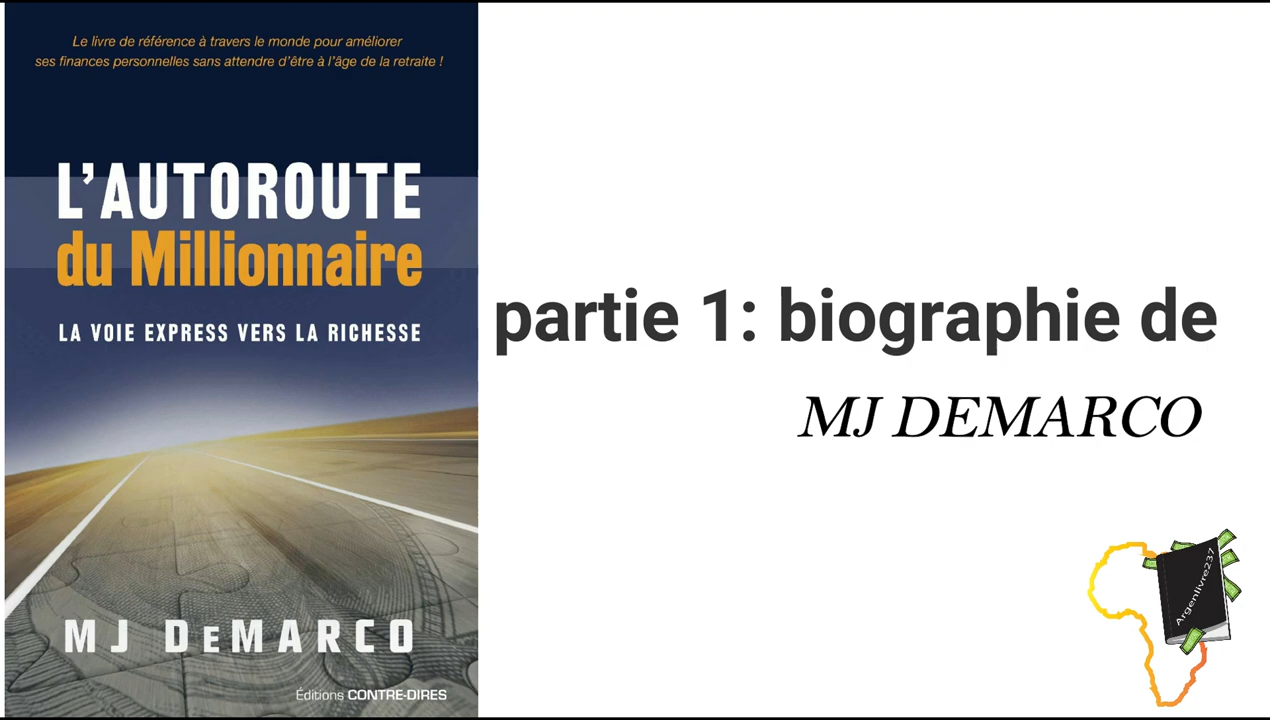 Le livre de référence à travers le monde pour améliorer
ses finances personnelles sans attendre d'être à l'âge de la retraite !
L'AUTOROUTE
du Millionnaire
LA VOIE EXPRESS VERS LA RICHESSE
MJ DEMARCO
Éditions CONTRE-DIRES
partie 1: biographie de
MJ DEMARCO
Argenlivre237